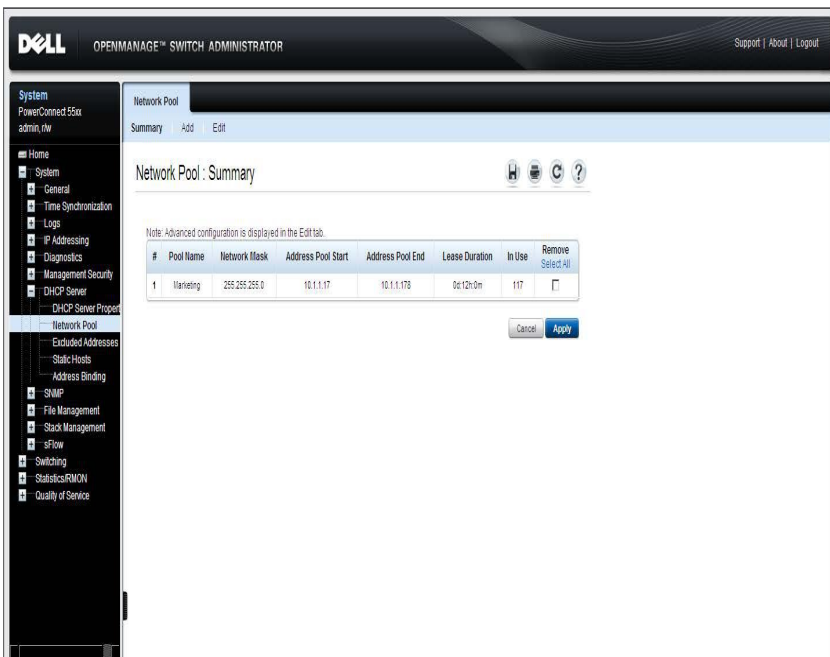 DELL OPENMANAGE™ SWITCH ADMINISTRATOR
Support | About | Logout
System
PowerConnect 55xx
admin, r/w
Home
System
General
Time Synchronization
Logs
IP Addressing
Diagnostics
Management Security
DHCP Server
DHCP Server Propert
Network Pool
Excluded Addresses
Static Hosts
Address Binding
SNMP
File Management
Stack Management
sFlow
Switching
Statistics/RMON
Quality of Service
Network Pool
Summary Add Edit
Network Pool : Summary
Note: Advanced configuration is displayed in the Edit tab.
# Pool Name Network Mask Address Pool Start Address Pool End Lease Duration In Use Remove Select All
1 Marketing 255.255.255.0 10.1.1.17 10.1.1.178 0d:12h:0m 117
Cancel Apply